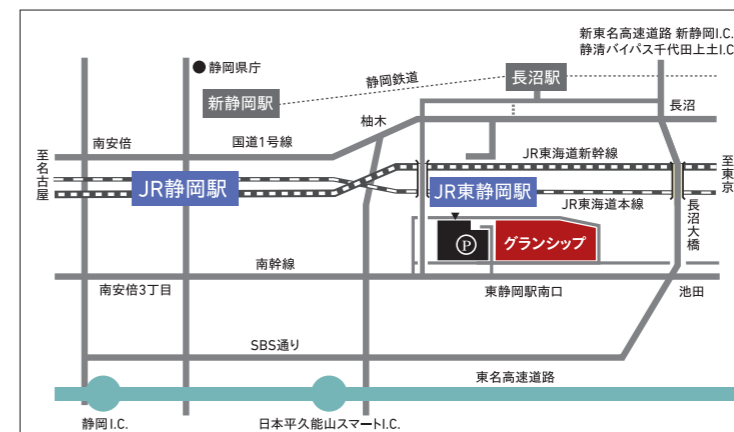 新東名高速道路 新静岡I.C.
静清バイパス千代田上土I.C
静岡県庁
静岡鉄道
長沼駅
新静岡駅
長沼
柚木
南安倍
国道1号線
JR東海道新幹線
至名古屋
至東京
JR静岡駅
JR東静岡駅
JR東海道本線
長沼大橋
P
グランシップ
南幹線
南安倍3丁目
東静岡駅南口
池田
SBS通り
東名高速道路
静岡I.C.
日本平久能山スマートI.C.